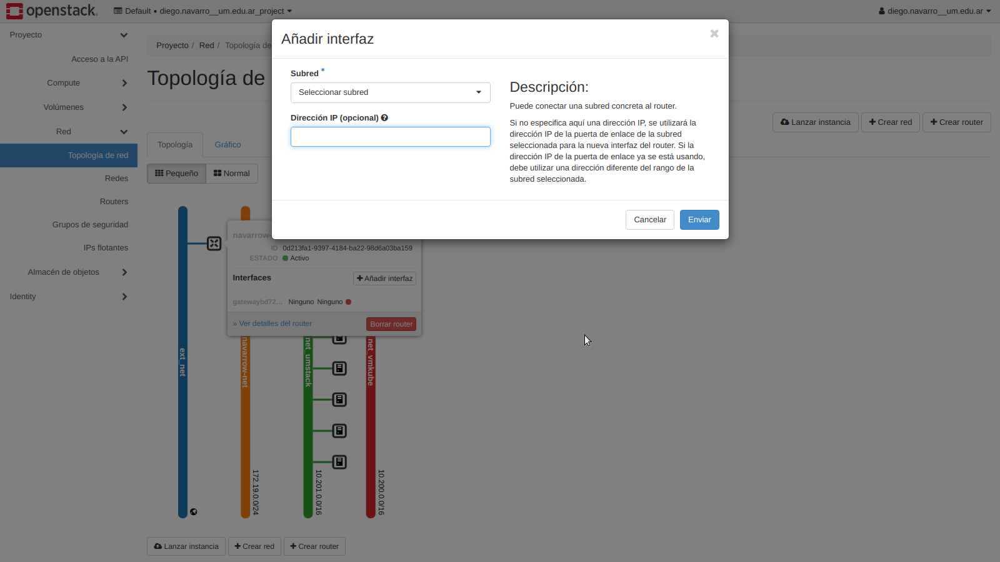 openstack.
Default • diego.navarro__um.edu.ar_project
diego.navarro__um.edu.ar
Proyecto
Acceso a la API
Compute
Volúmenes
Red
Topología de red
Redes
Routers
Grupos de seguridad
IPs flotantes
Almacén de objetos
Identity
Proyecto / Red / Topología de
Topología de
Lanzar instancia
Crear red
Crear router
Topología
Gráfico
Pequeño
Normal
Añadir interfaz
Subred *
Seleccionar subred
Dirección IP (opcional)
Descripción:
Puede conectar una subred concreta al router.
Si no especifica aquí una dirección IP, se utilizará la
dirección IP de la puerta de enlace de la subred
seleccionada para la nueva interfaz del router. Si la
dirección IP de la puerta de enlace ya se está usando,
debe utilizar una dirección diferente del rango de la
subred seleccionada.
Cancelar
Enviar
navarrow-
ID 0d213fa1-9397-4184-ba22-98d6a03ba159
ESTADO Activo
Interfaces
Añadir interfaz
gatewaybd72... Ninguno Ninguno
» Ver detalles del router
Borrar router
ext_net
navarrow-net
172.19.0.0/24
net_umstack
10.201.0.0/16
net_vmkube
10.200.0.0/16
Lanzar instancia
Crear red
Crear router